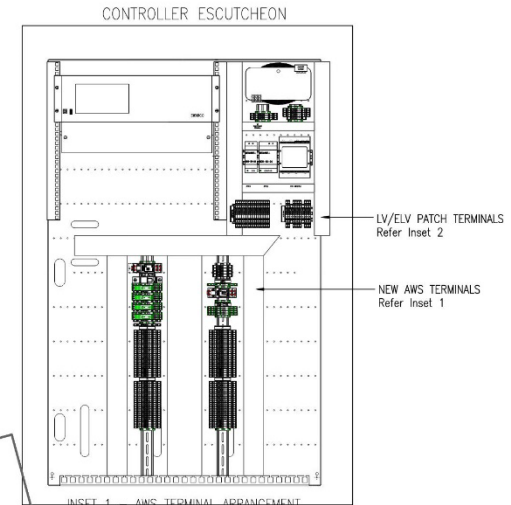 CONTROLLER ESCUTCHEON
LV/ELV PATCH TERMINALS
Refer Inset 2
NEW AWS TERMINALS
Refer Inset 1
INSET 1 - AWS TERMINAL ARRANGEMENT